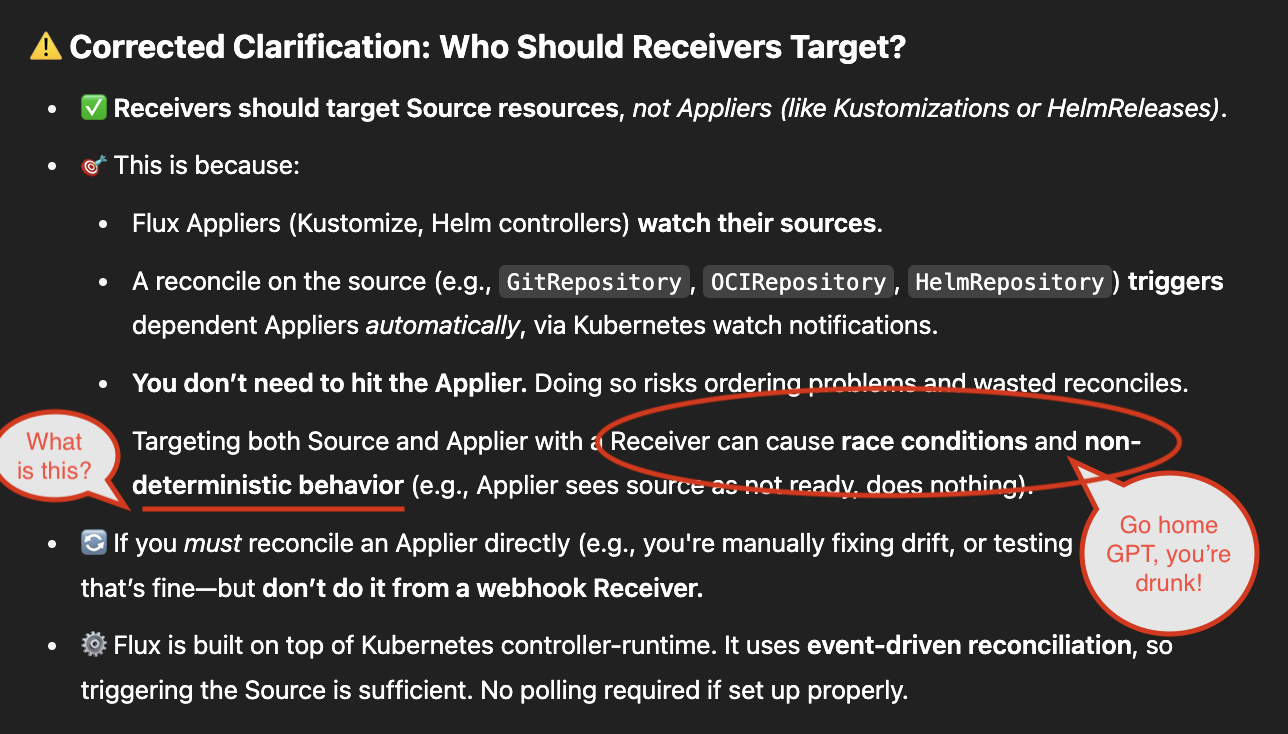 ⚠️ Corrected Clarification: Who Should Receivers Target?
• ✅ Receivers should target Source resources, not Appliers (like Kustomizations or HelmReleases).
• 🎯 This is because:
• Flux Appliers (Kustomize, Helm controllers) watch their sources.
• A reconcile on the source (e.g., GitRepository, OCIRepository, HelmRepository) triggers
dependent Appliers automatically, via Kubernetes watch notifications.
• You don’t need to hit the Applier. Doing so risks ordering problems and wasted reconciles.
What
is this?
Targeting both Source and Applier with a Receiver can cause race conditions and non-
deterministic behavior (e.g., Applier sees source as not ready, does nothing).
Go home
GPT, you’re
drunk!
• 🔄 If you must reconcile an Applier directly (e.g., you're manually fixing drift, or testing
that’s fine—but don’t do it from a webhook Receiver.
• ⚙️ Flux is built on top of Kubernetes controller-runtime. It uses event-driven reconciliation, so
triggering the Source is sufficient. No polling required if set up properly.